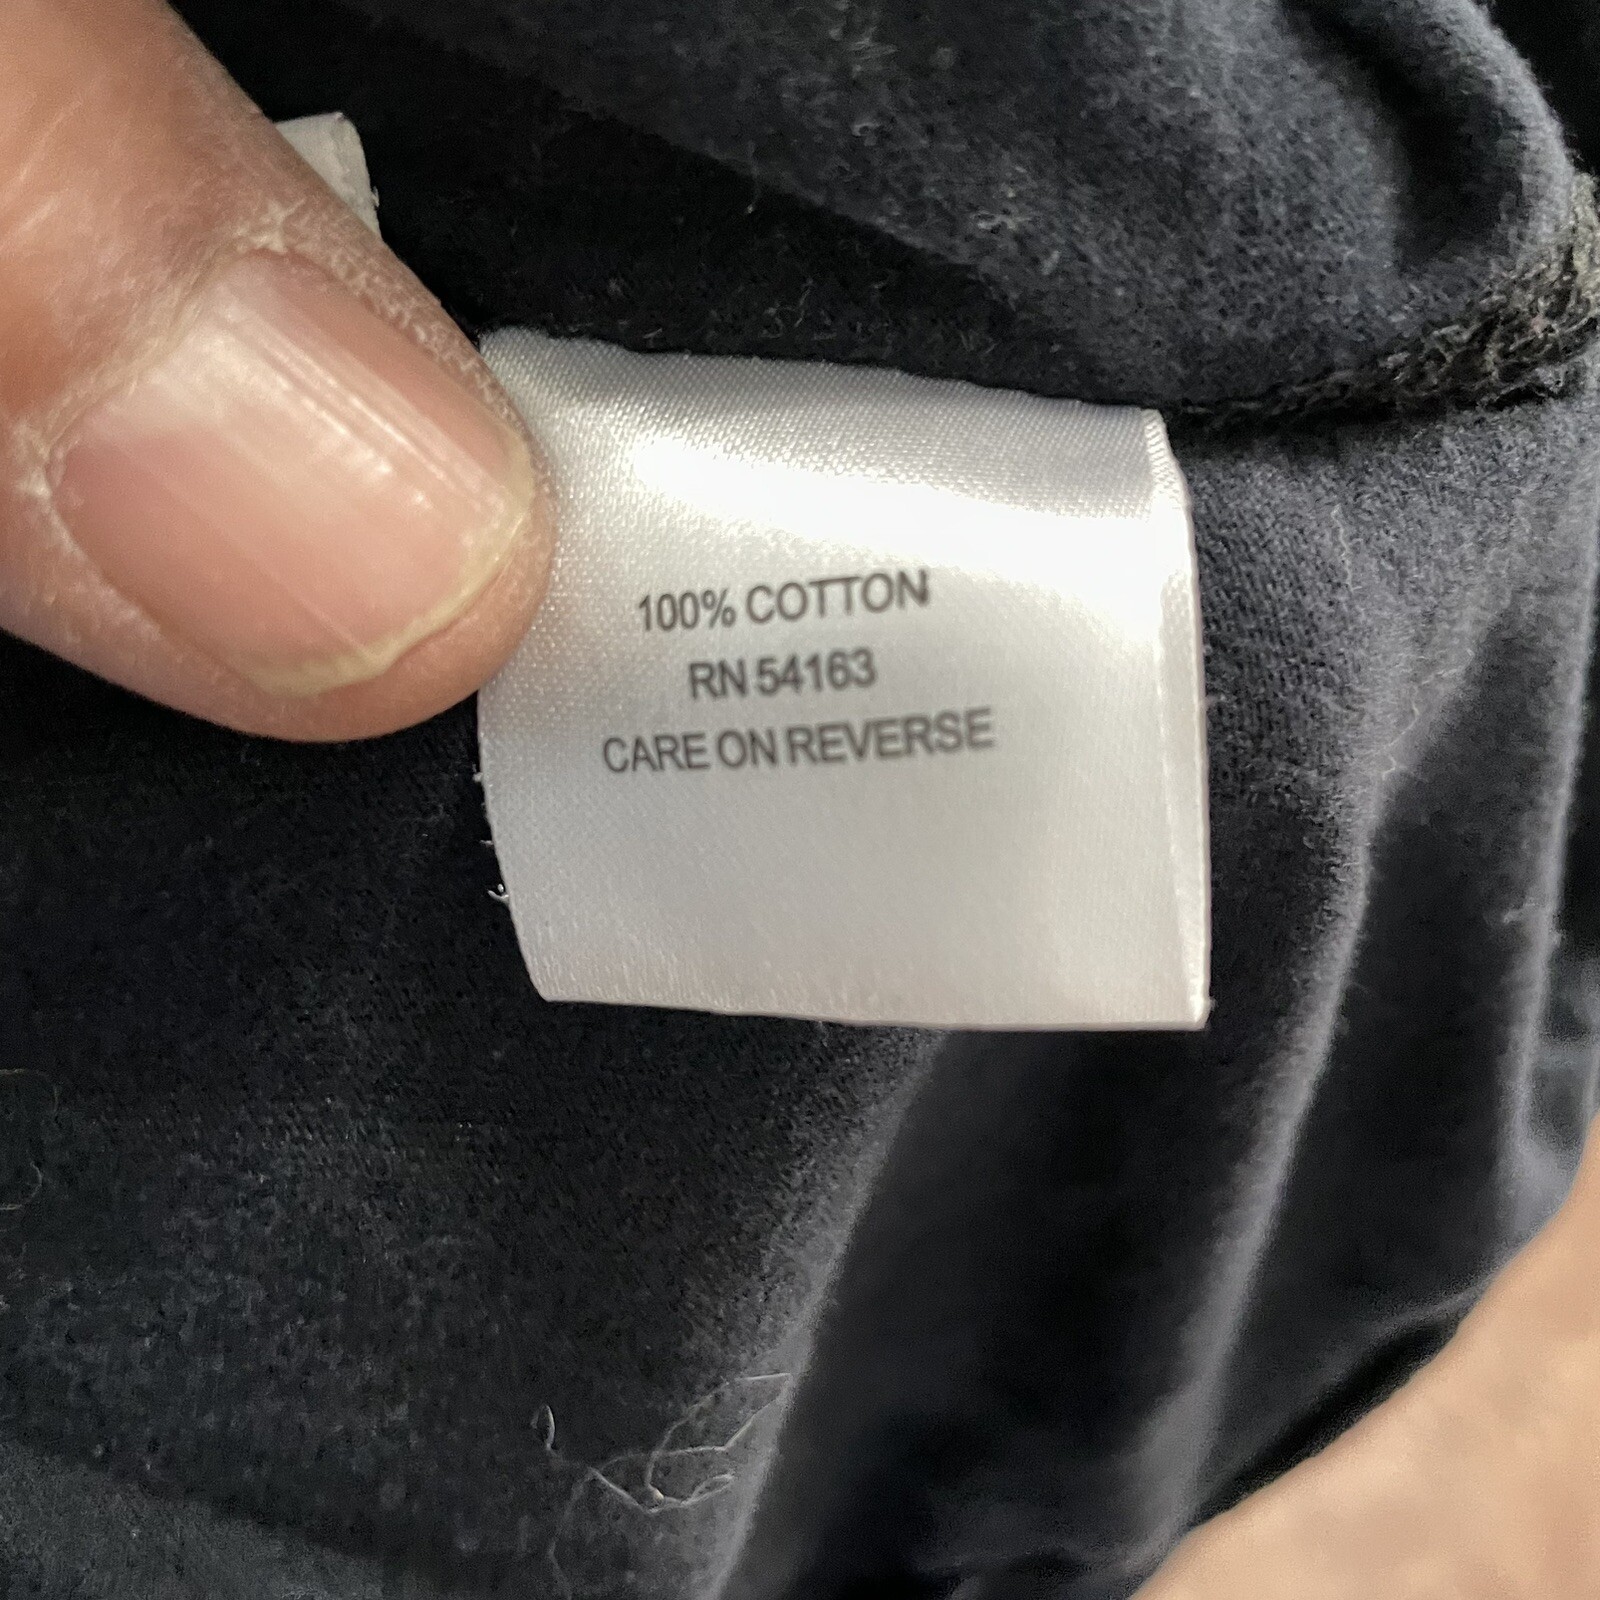 100% COTTON
RN 54163
CARE ON REVERSE